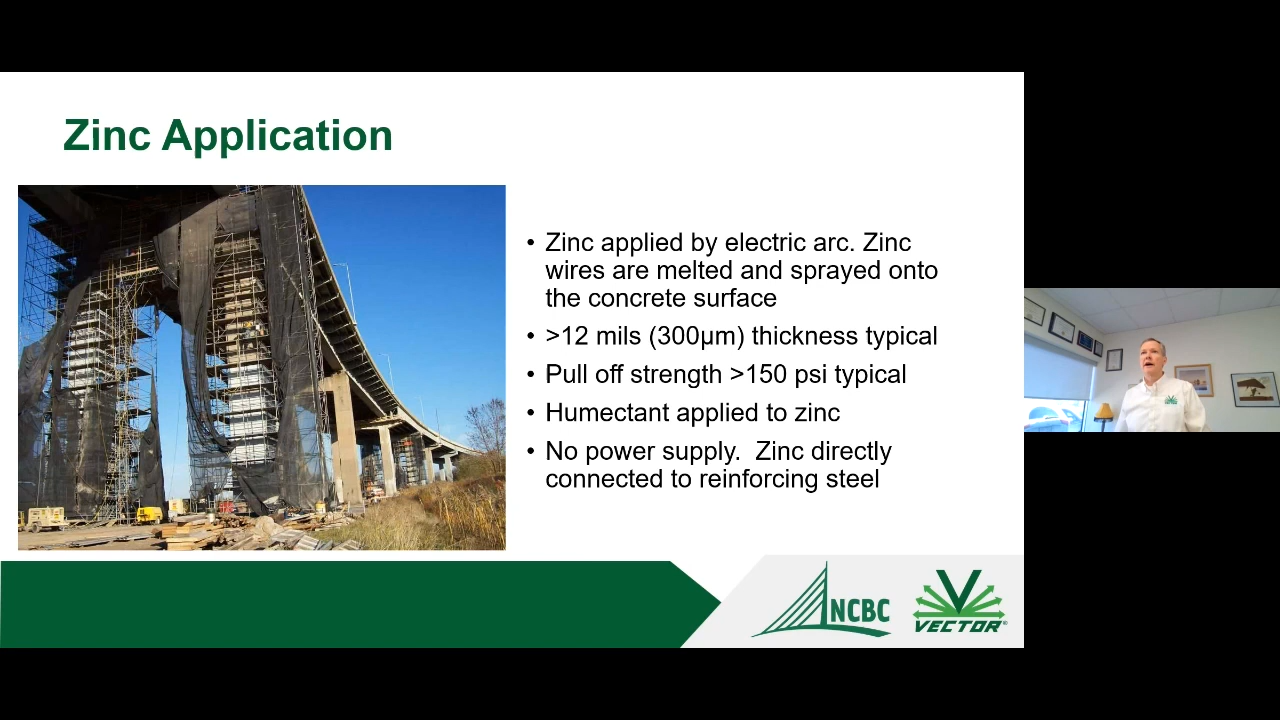 Zinc Application
• Zinc applied by electric arc. Zinc
wires are melted and sprayed onto
the concrete surface
• >12 mils (300µm) thickness typical
• Pull off strength >150 psi typical
• Humectant applied to zinc
• No power supply.  Zinc directly
connected to reinforcing steel
NCBC
VECTOR®